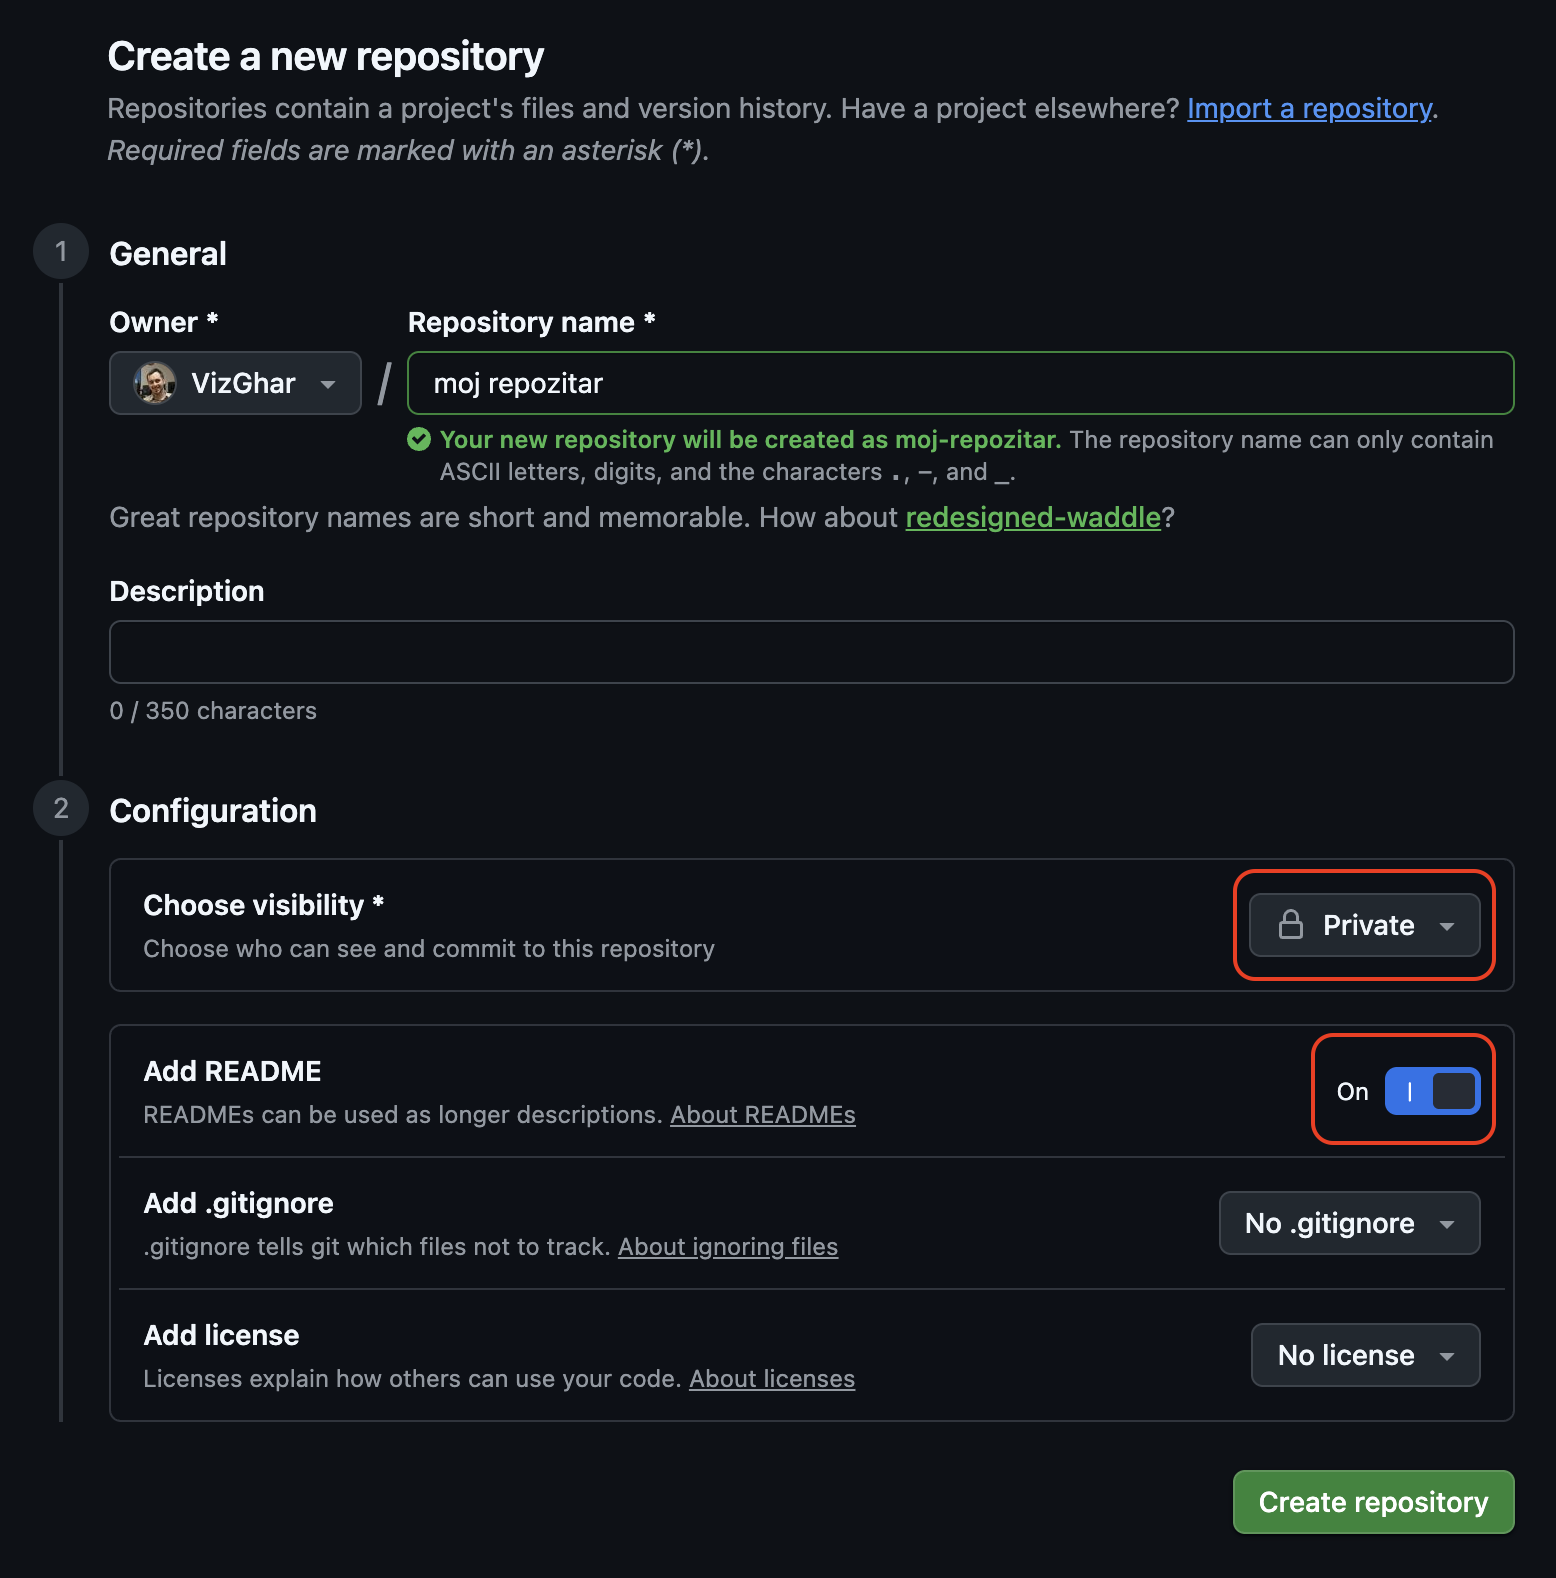 Create a new repository
Repositories contain a project's files and version history. Have a project elsewhere? Import a repository.
Required fields are marked with an asterisk (*).
1
General
Owner * Repository name *
VizGhar / moj repozitar
Your new repository will be created as moj-repozitar. The repository name can only contain
ASCII letters, digits, and the characters ., –, and _.
Great repository names are short and memorable. How about redesigned-waddle?
Description
0 / 350 characters
2
Configuration
Choose visibility *
Choose who can see and commit to this repository
Private
Add README
READMEs can be used as longer descriptions. About READMEs
On
Add .gitignore
.gitignore tells git which files not to track. About ignoring files
No .gitignore
Add license
Licenses explain how others can use your code. About licenses
No license
Create repository